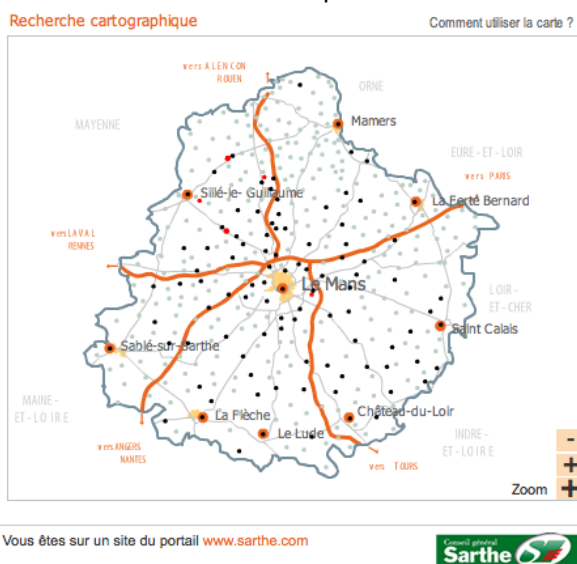 Recherche cartographique
Comment utiliser la carte ?
vers ALENCON
ROUEN
ORNE
MAYENNE
Mamers
EURE - ET - LOIR
vers PARIS
Sillé-le- Guillaume
La Ferté Bernard
vers LAVAL
RENNES
Le Mans
LOIR -
ET - CHER
Saint Calais
Sablé-sur-Sarthe
MAINE -
ET - LOIRE
La Flèche
Château-du-Loir
Le Lude
INDRE -
ET - LOIRE
vers ANGERS
NANTES
vers TOURS
-
+
Zoom +
Vous êtes sur un site du portail www.sarthe.com
Conseil général
Sarthe